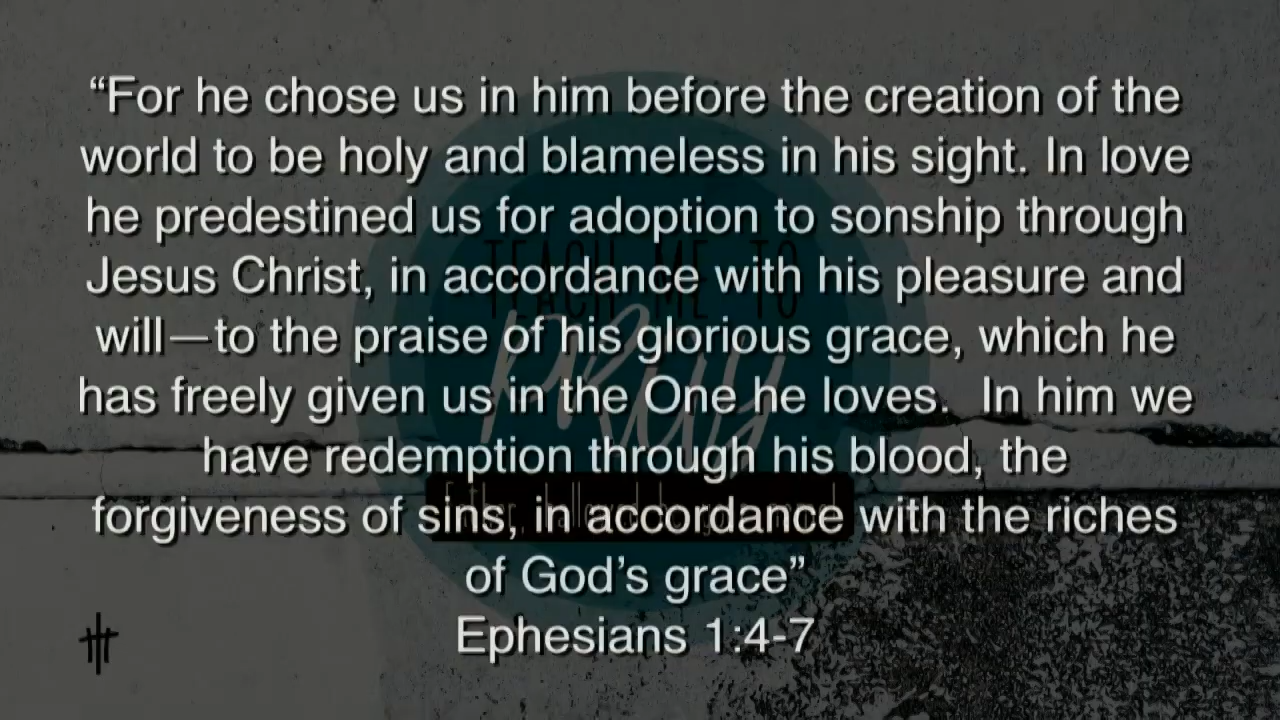 “For he chose us in him before the creation of the
world to be holy and blameless in his sight. In love
he predestined us for adoption to sonship through
Jesus Christ, in accordance with his pleasure and
will—to the praise of his glorious grace, which he
has freely given us in the One he loves.  In him we
have redemption through his blood, the
forgiveness of sins, in accordance with the riches
of God’s grace”
Ephesians 1:4-7
TEACH ME TO
PRAY